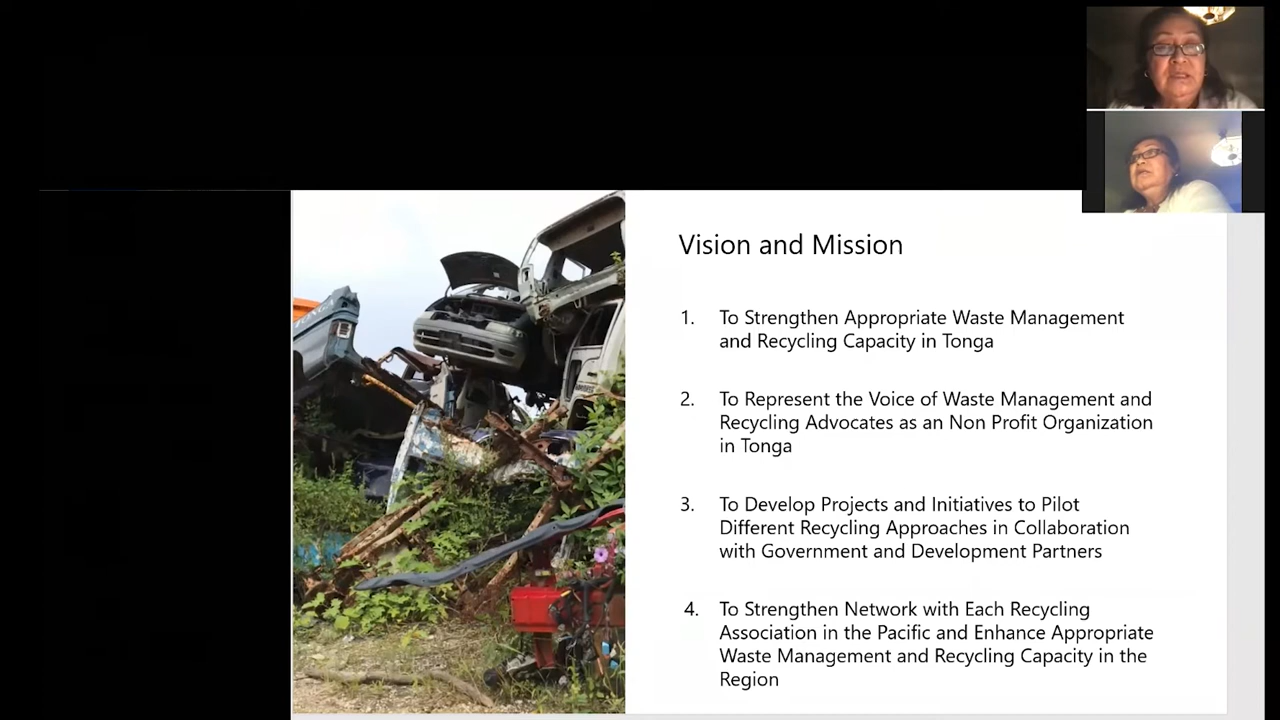 Vision and Mission
1. To Strengthen Appropriate Waste Management
and Recycling Capacity in Tonga
2. To Represent the Voice of Waste Management and
Recycling Advocates as an Non Profit Organization
in Tonga
3. To Develop Projects and Initiatives to Pilot
Different Recycling Approaches in Collaboration
with Government and Development Partners
4. To Strengthen Network with Each Recycling
Association in the Pacific and Enhance Appropriate
Waste Management and Recycling Capacity in the
Region